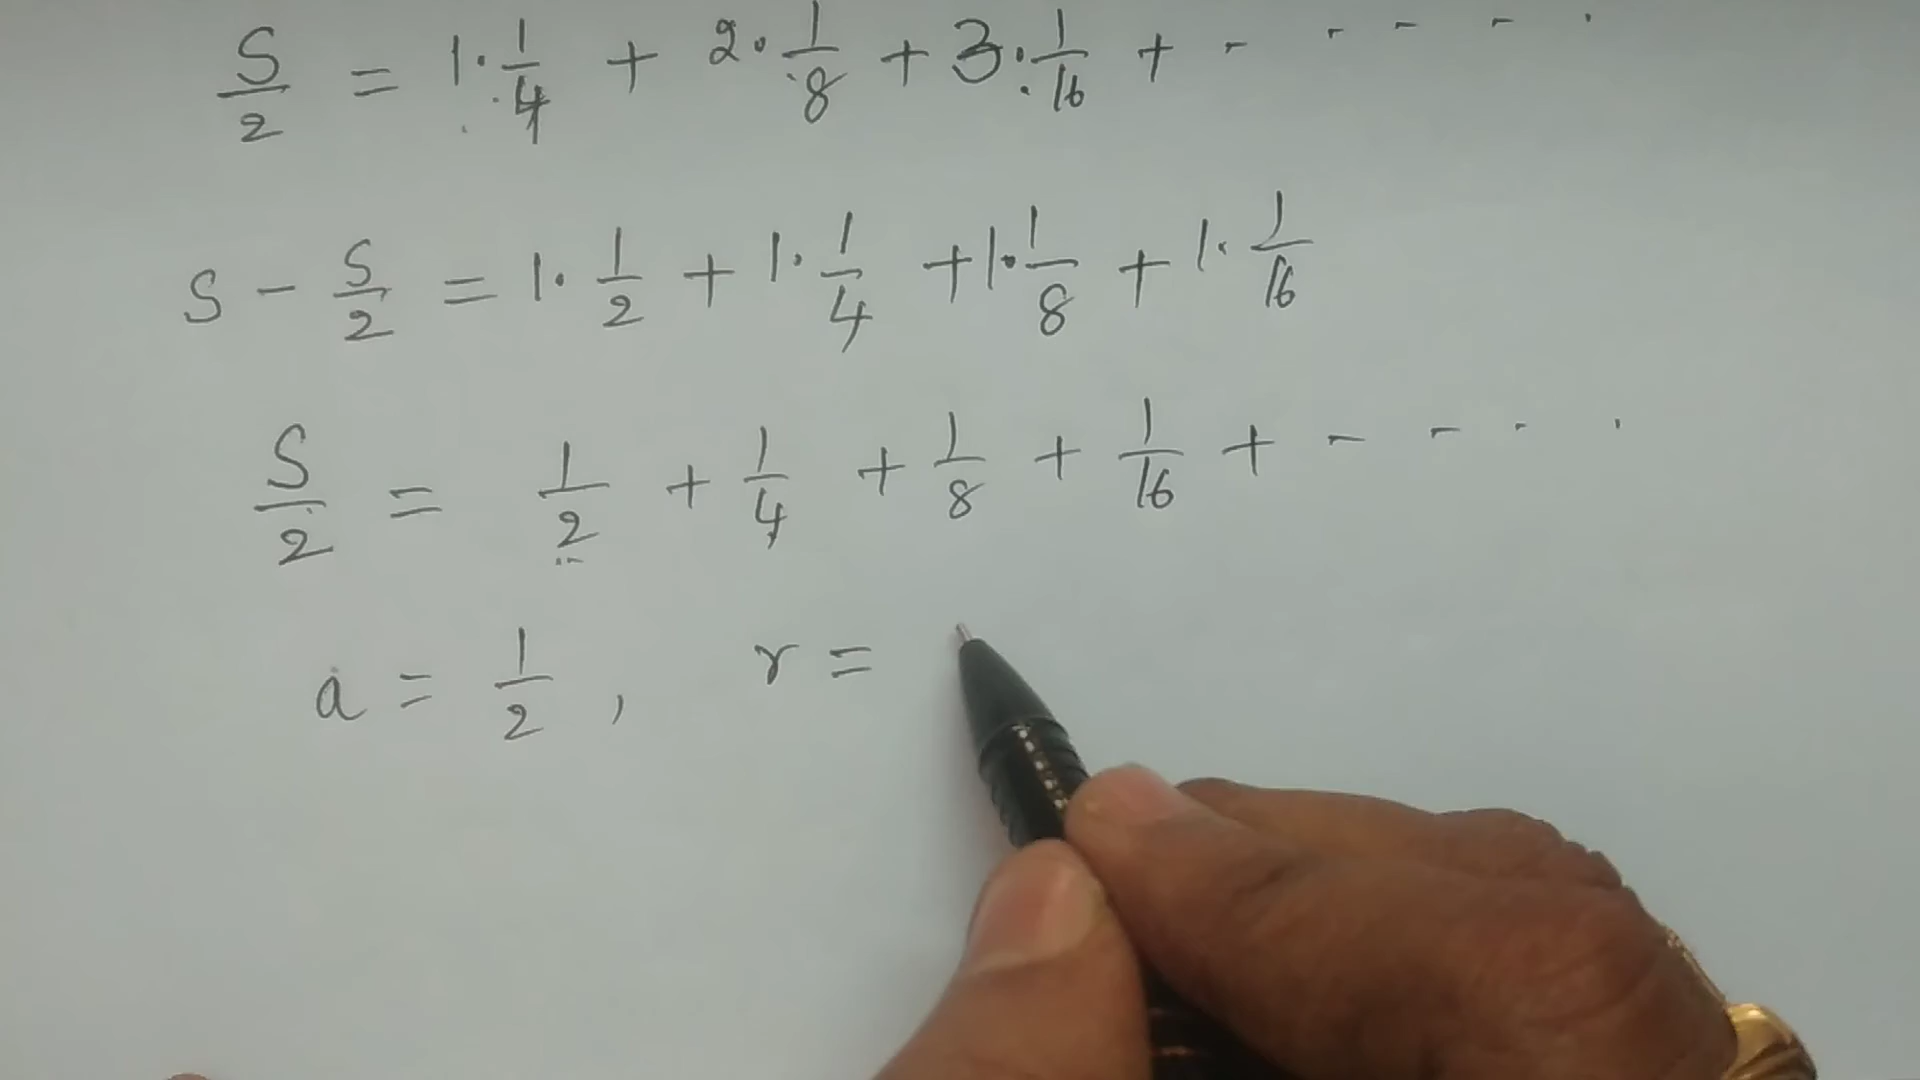 S/2 = 1·1/4 + 2·1/8 + 3·1/16 + - - - - .
S - S/2 = 1·1/2 + 1·1/4 + 1·1/8 + 1·1/16
S/2 = 1/2 + 1/4 + 1/8 + 1/16 + - - - .
a = 1/2 , r =